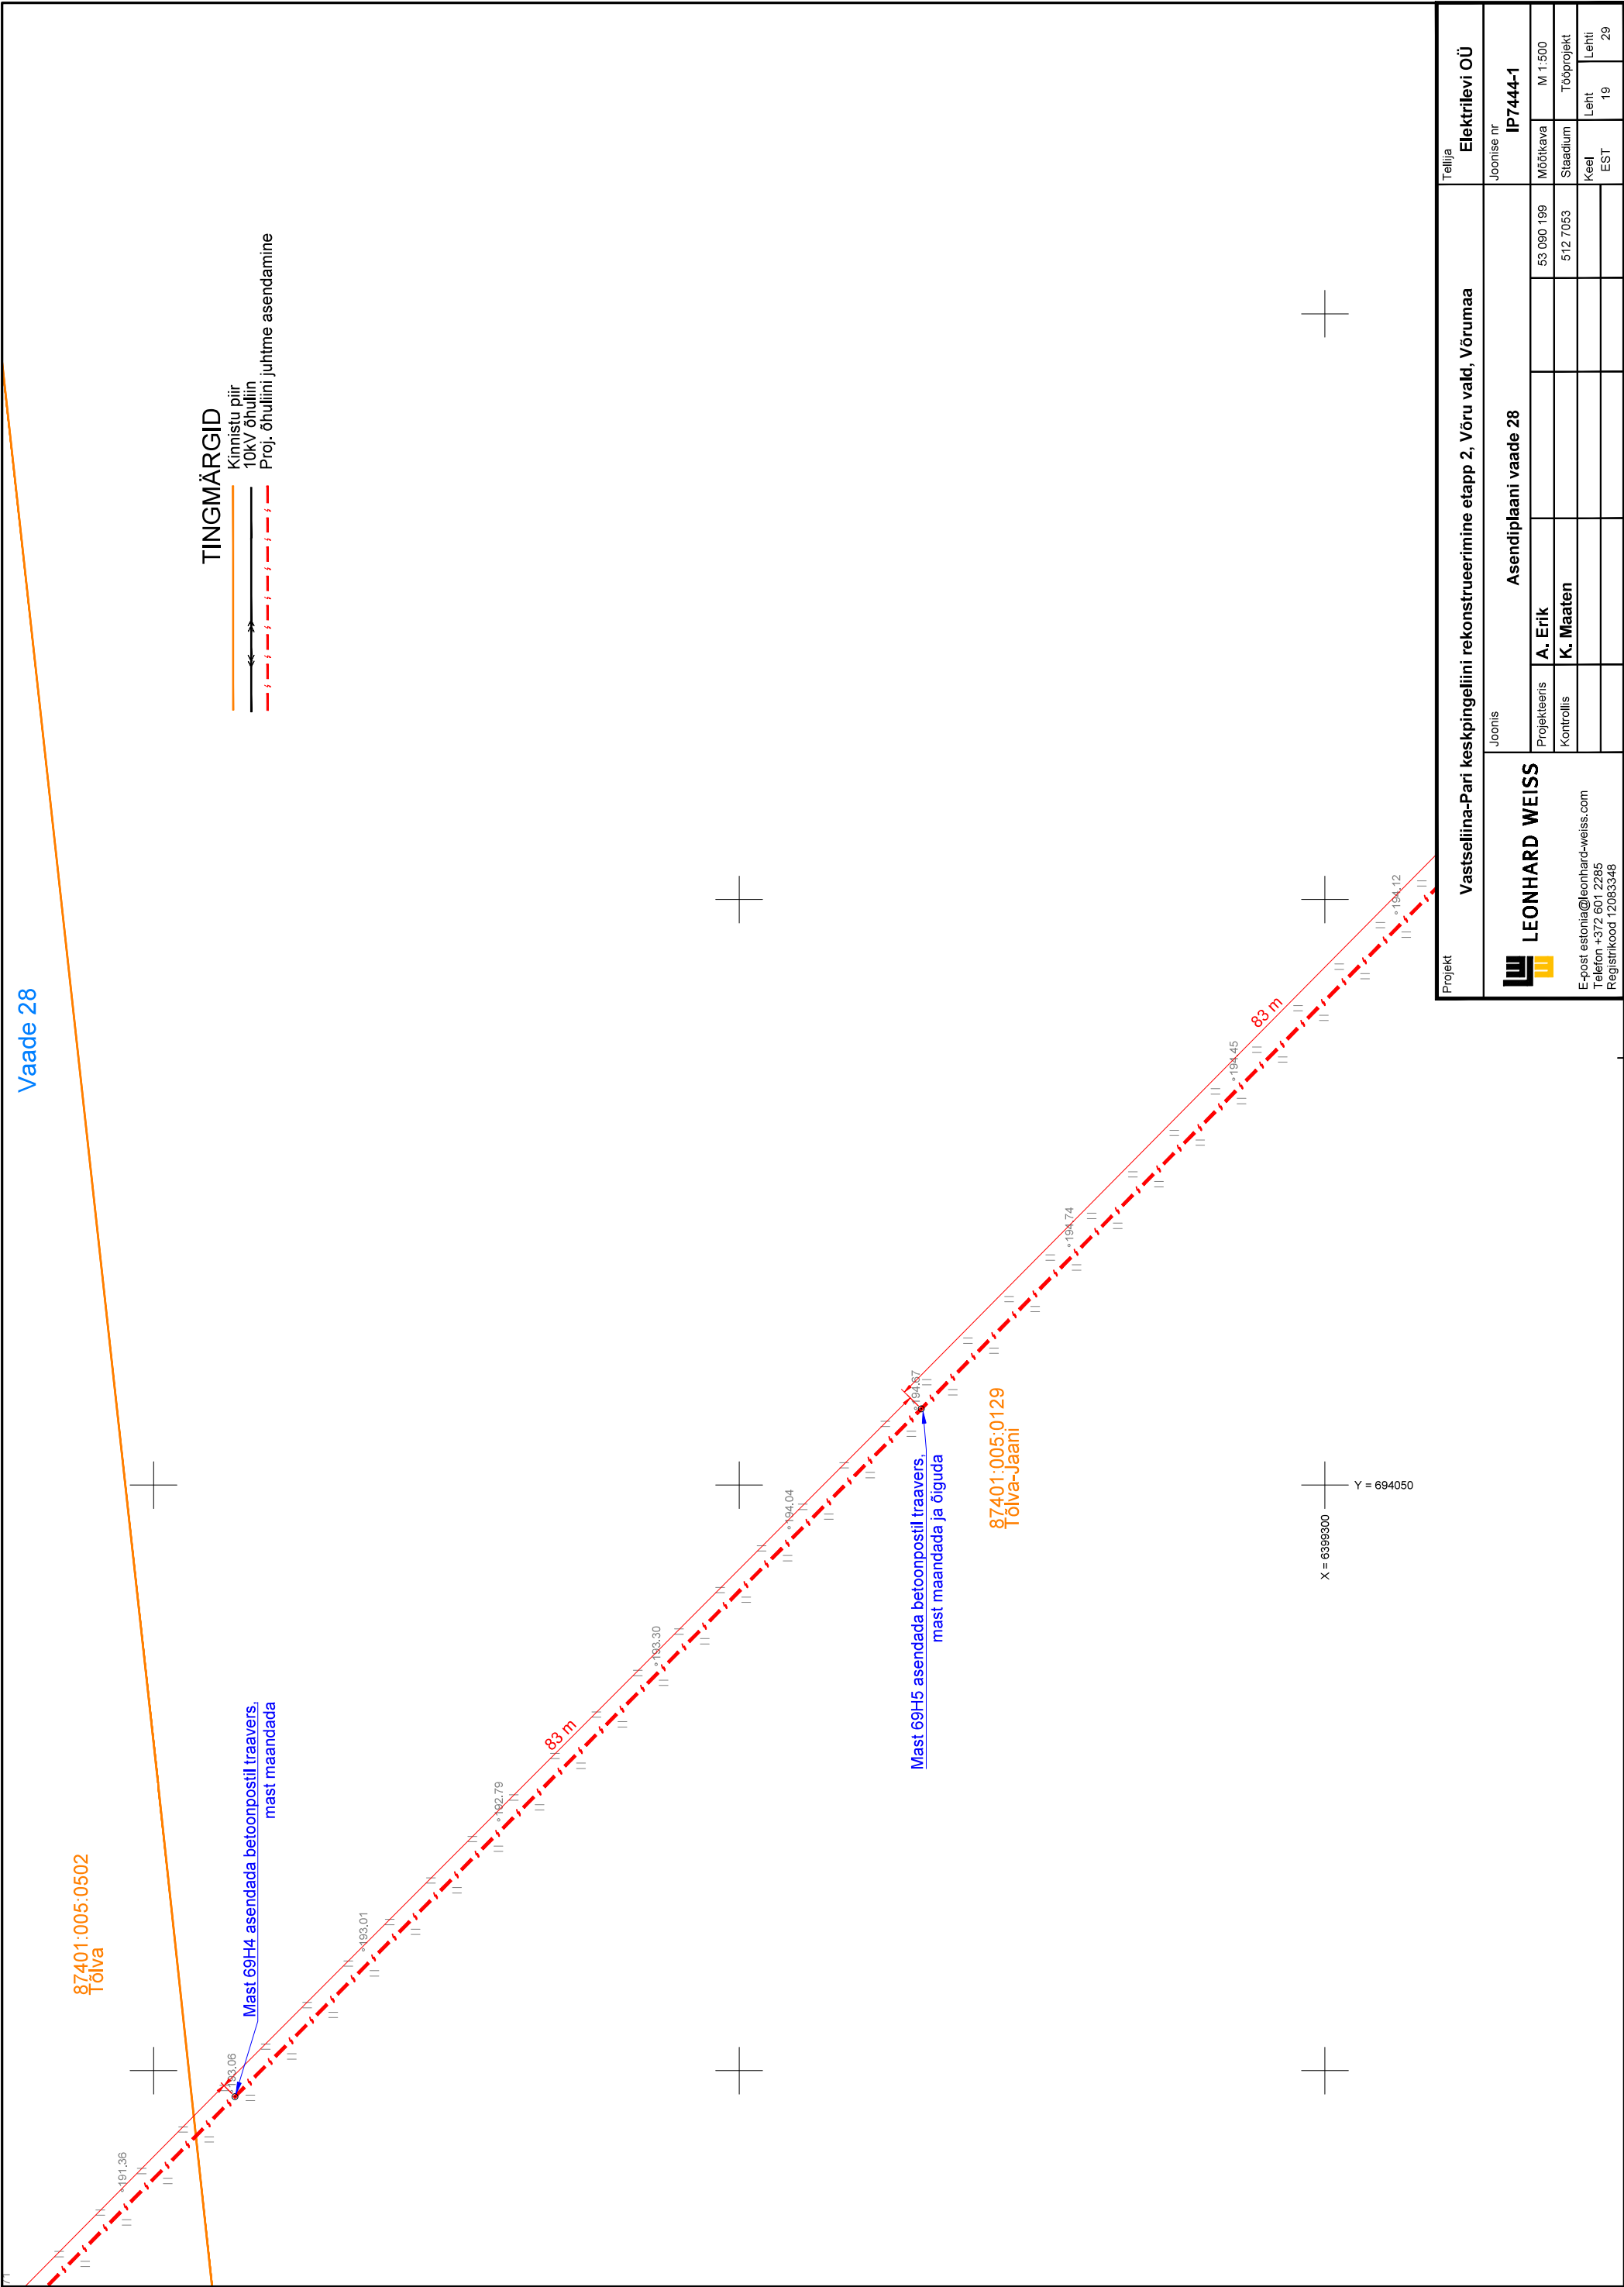 Vaade 28
TINGMÄRGID
Kinnistu piir
10kV õhuliin
Proj. õhuliini juhtme asendamine
87401:005:0502
Tõlva
191.36
193.06
Mast 69H4 asendada betoonpostil traavers,
mast maandada
193.01
192.79
83 m
193.30
194.04
194.67
Mast 69H5 asendada betoonpostil traavers,
mast maandada ja õiguda
87401:005:0129
Tõlva-Jaani
194.74
194.45
83 m
194.12
X = 6399300
Y = 694050
Projekt
Vastseliina-Pari keskpingeliini rekonstrueerimine etapp 2, Võru vald, Võrumaa
Tellija
Elektrilevi OÜ
LEONHARD WEISS
E-post estonia@leonhard-weiss.com
Telefon +372 601 2285
Registrikood 12083348
Joonis
Asendiplaani vaade 28
Joonise nr
IP7444-1
Projekteeris A. Erik 53 090 199 Mõõtkava M 1:500
Kontrollis K. Maaten 512 7053 Staadium Tööprojekt
Keel Leht Lehti
EST 19 29